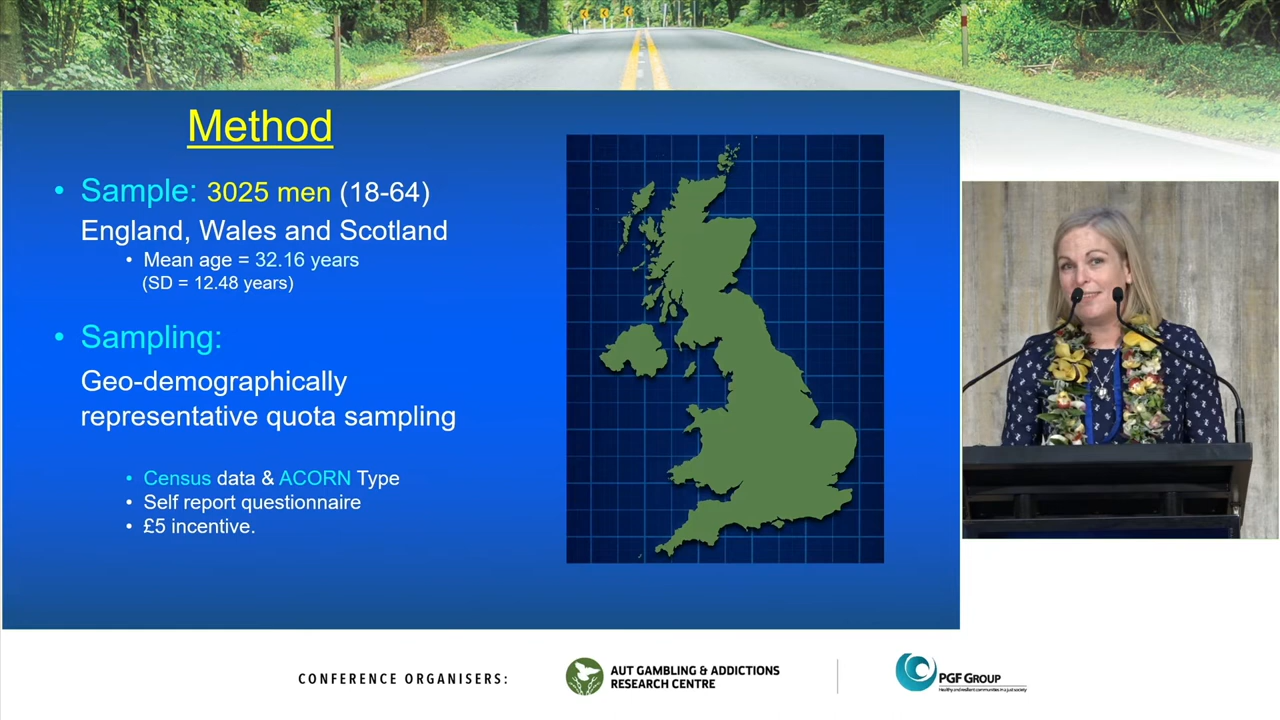 Method
• Sample: 3025 men (18-64)
England, Wales and Scotland
• Mean age = 32.16 years
(SD = 12.48 years)
• Sampling:
Geo-demographically
representative quota sampling
• Census data & ACORN Type
• Self report questionnaire
• £5 incentive.
CONFERENCE ORGANISERS:
AUT GAMBLING & ADDICTIONS
RESEARCH CENTRE
PGF GROUP
Healthy and resilient communities in a just society